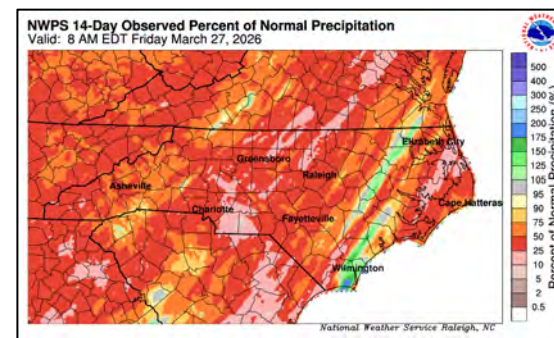 NWPS 14-Day Observed Percent of Normal Precipitation
Valid: 8 AM EDT Friday March 27, 2026
500
400
300
250
200
175
150
125
105
95
90
75
50
25
10
5
2
0.5
Percent of Normal Precipitation (%)
Elizabeth City
Greensboro
Raleigh
Asheville
Cape Hatteras
Charlotte
Fayetteville
Wilmington
National Weather Service Raleigh, NC